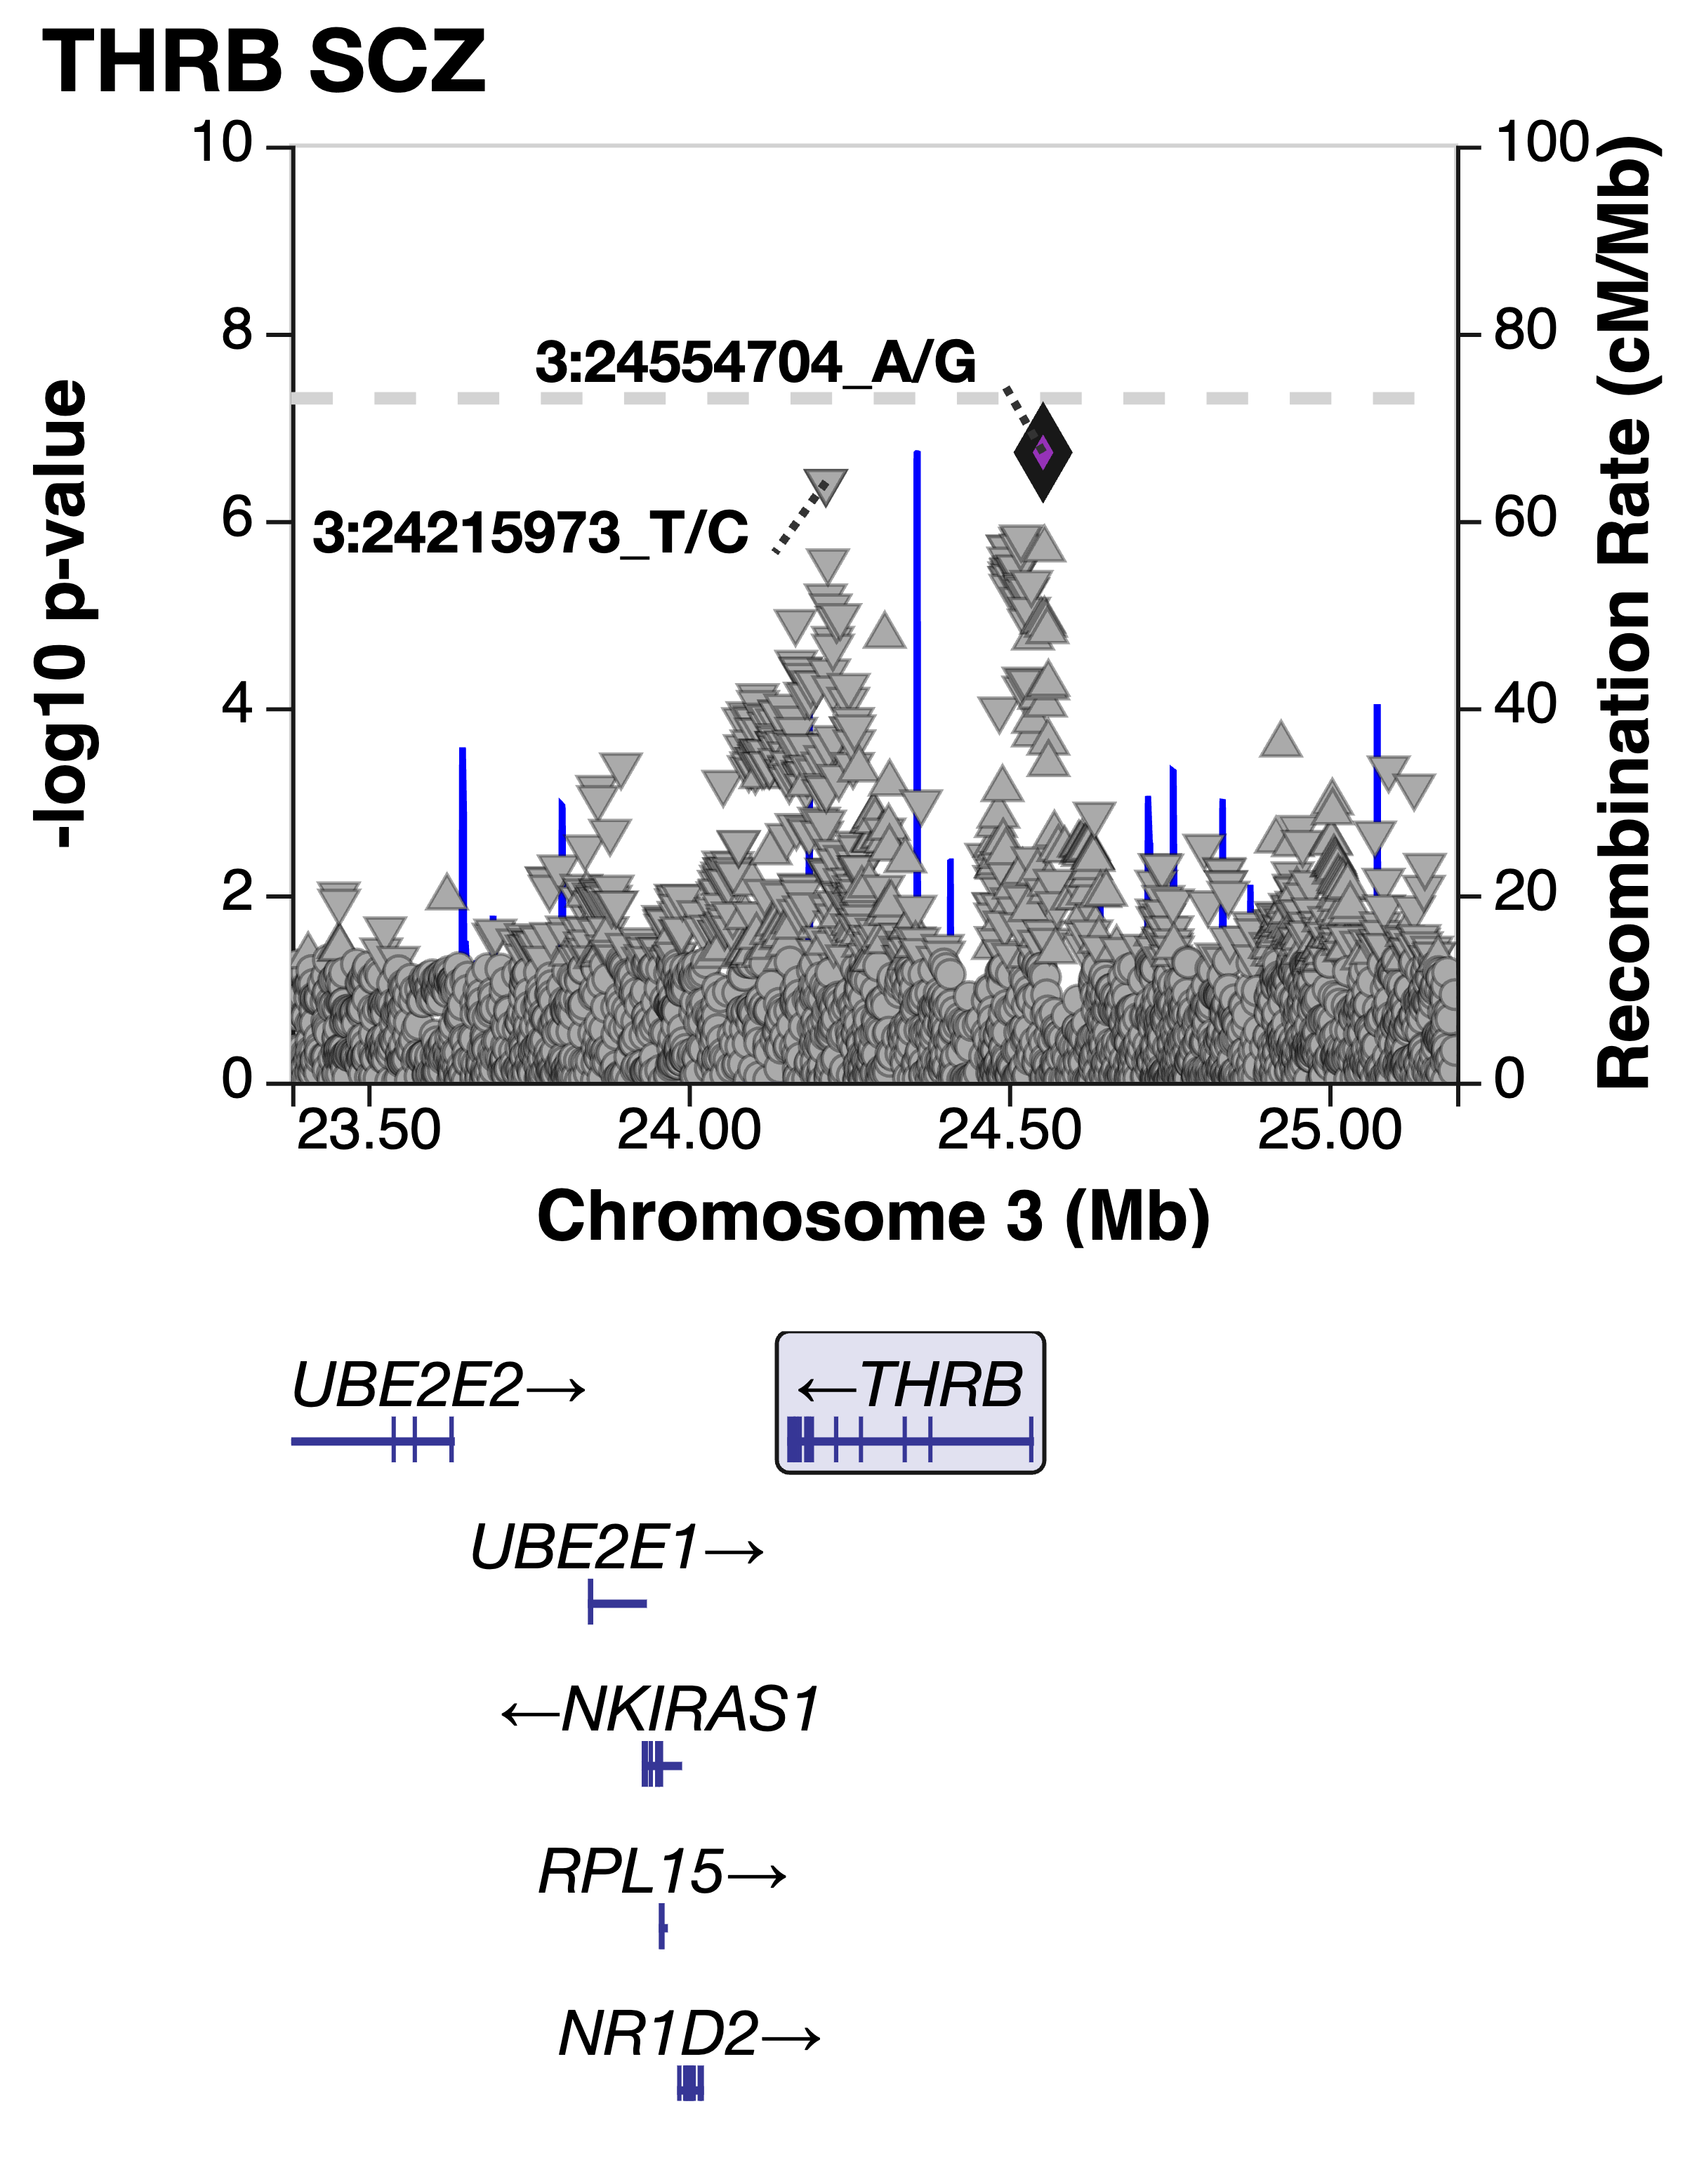 THRB SCZ
10
8
6
4
2
0
-log10 p-value
100
80
60
40
20
0
Recombination Rate (cM/Mb)
3:24554704_A/G
3:24215973_T/C
23.50 24.00 24.50 25.00
Chromosome 3 (Mb)
UBE2E2→ ←THRB
UBE2E1→
←NKIRAS1
RPL15→
NR1D2→